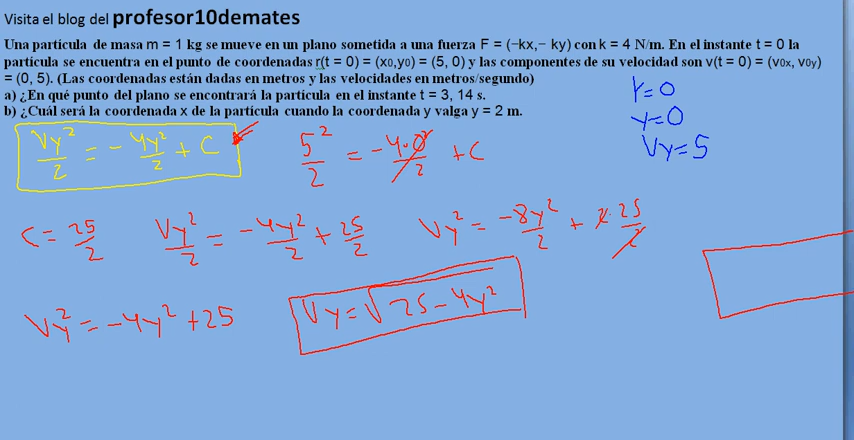 Visita el blog del profesor10demates
Una partícula de masa m = 1 kg se mueve en un plano sometida a una fuerza F = (−kx,− ky) con k = 4 N/m. En el instante t = 0 la
partícula se encuentra en el punto de coordenadas r(t = 0) = (x0,y0) = (5, 0) y las componentes de su velocidad son v(t = 0) = (v0x, v0y)
= (0, 5). (Las coordenadas están dadas en metros y las velocidades en metros/segundo)
a) ¿En qué punto del plano se encontrará la partícula en el instante t = 3, 14 s.
b) ¿Cuál será la coordenada x de la partícula cuando la coordenada y valga y = 2 m.
t=0
y=0
Vy=5
Vy²/2 = -4y²/2 + C
5²/2 = -4·0²/2 + C
C = 25/2
Vy²/2 = -4y²/2 + 25/2
Vy² = -8y²/2 + 2·25/2
Vy² = -4y² + 25
Vy = √25-4y²